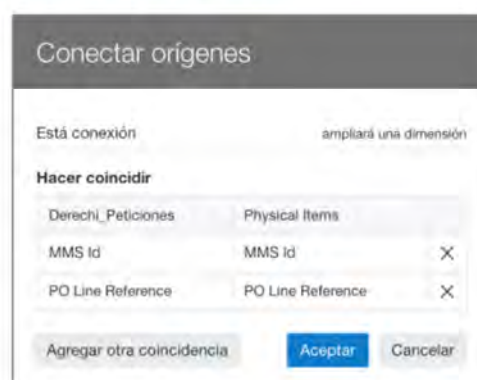 Conectar orígenes
Está conexión ampliará una dimensión
Hacer coincidir
Derechi_Peticiones Physical Items
MMS Id MMS Id
PO Line Reference PO Line Reference
Agregar otra coincidencia Aceptar Cancelar